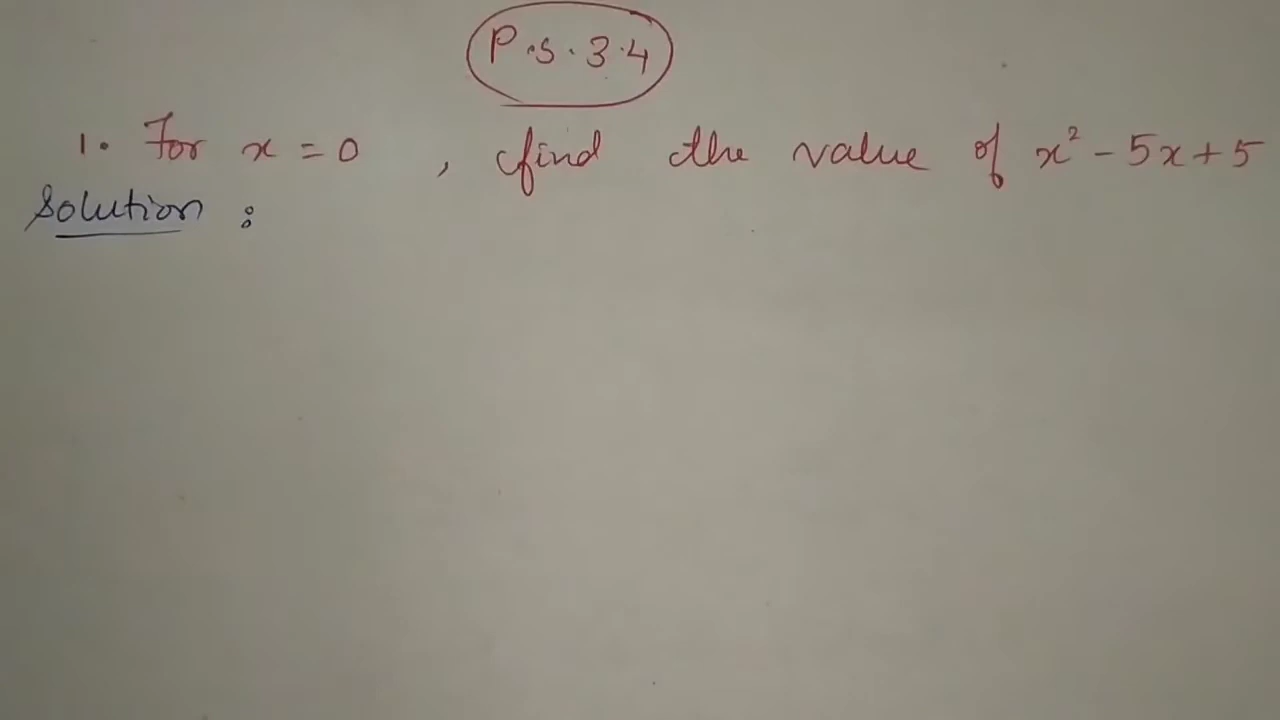 P.S.3.4
1. For x = 0 , find the value of x² - 5x + 5
Solution :